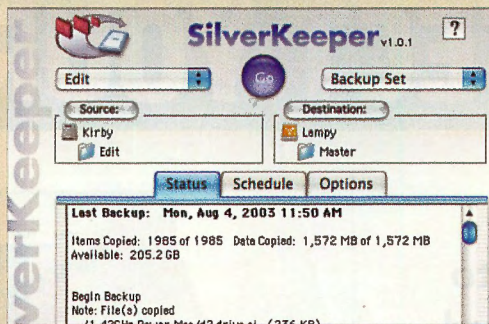 SilverKeeper v1.0.1 ?
Edit Go Backup Set
Source: Destination:
Kirby Lampy
Edit Master
Status Schedule Options
Last Backup: Mon, Aug 4, 2003 11:50 AM
Items Copied: 1985 of 1985 Data Copied: 1,572 MB of 1,572 MB
Available: 205.2 GB
Begin Backup
Note: File(s) copied
verKeeper